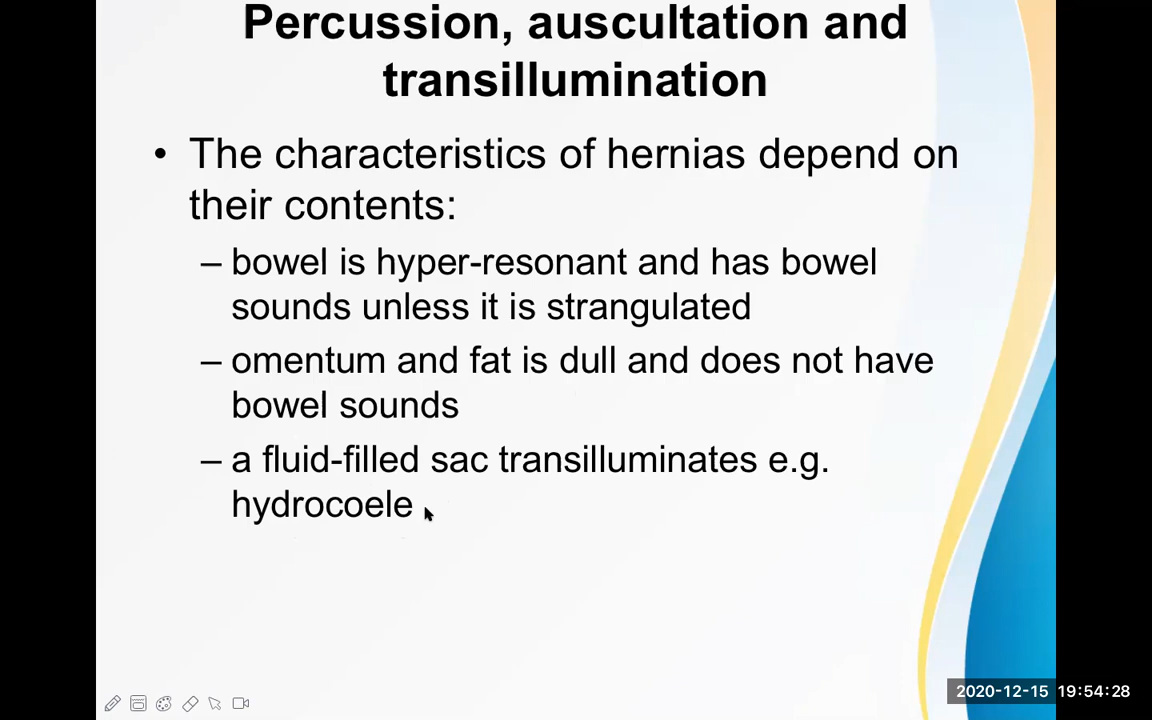 Percussion, auscultation and
transillumination
• The characteristics of hernias depend on
their contents:
– bowel is hyper-resonant and has bowel
sounds unless it is strangulated
– omentum and fat is dull and does not have
bowel sounds
– a fluid-filled sac transilluminates e.g.
hydrocoele
2020-12-15 19:54:28